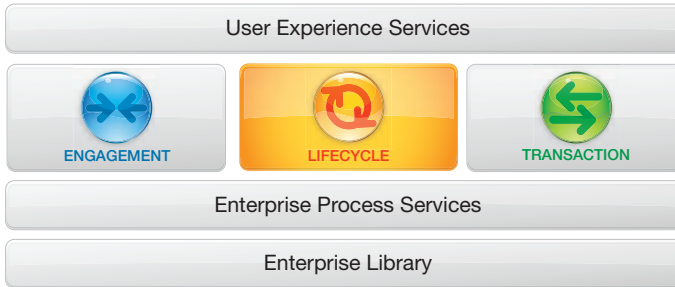 User Experience Services
ENGAGEMENT
LIFECYCLE
TRANSACTION
Enterprise Process Services
Enterprise Library